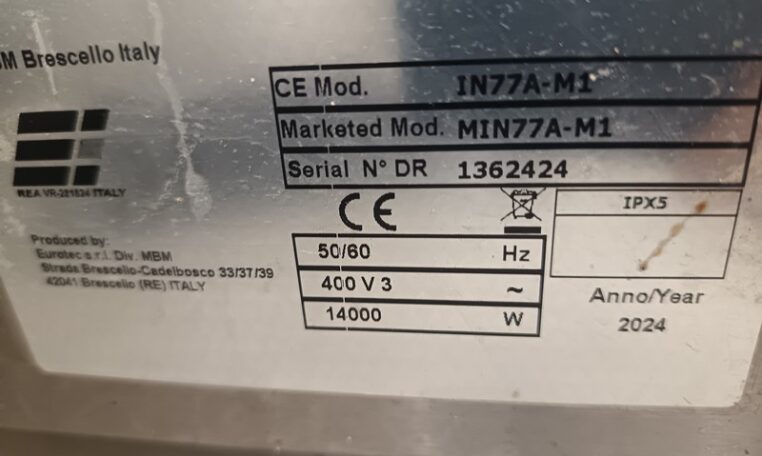 M Brescello Italy
CE Mod. IN77A-M1
Marketed Mod. MIN77A-M1
Serial N° DR 1362424
REA VR-221824 ITALY
CE
IPX5
Produced by:
Eurotec s.r.l. Div. MBM
Strada Brescello-Cadelbosco 33/37/39
42041 Brescello (RE) ITALY
50/60 Hz
400 V 3 ~
14000 W
Anno/Year
2024